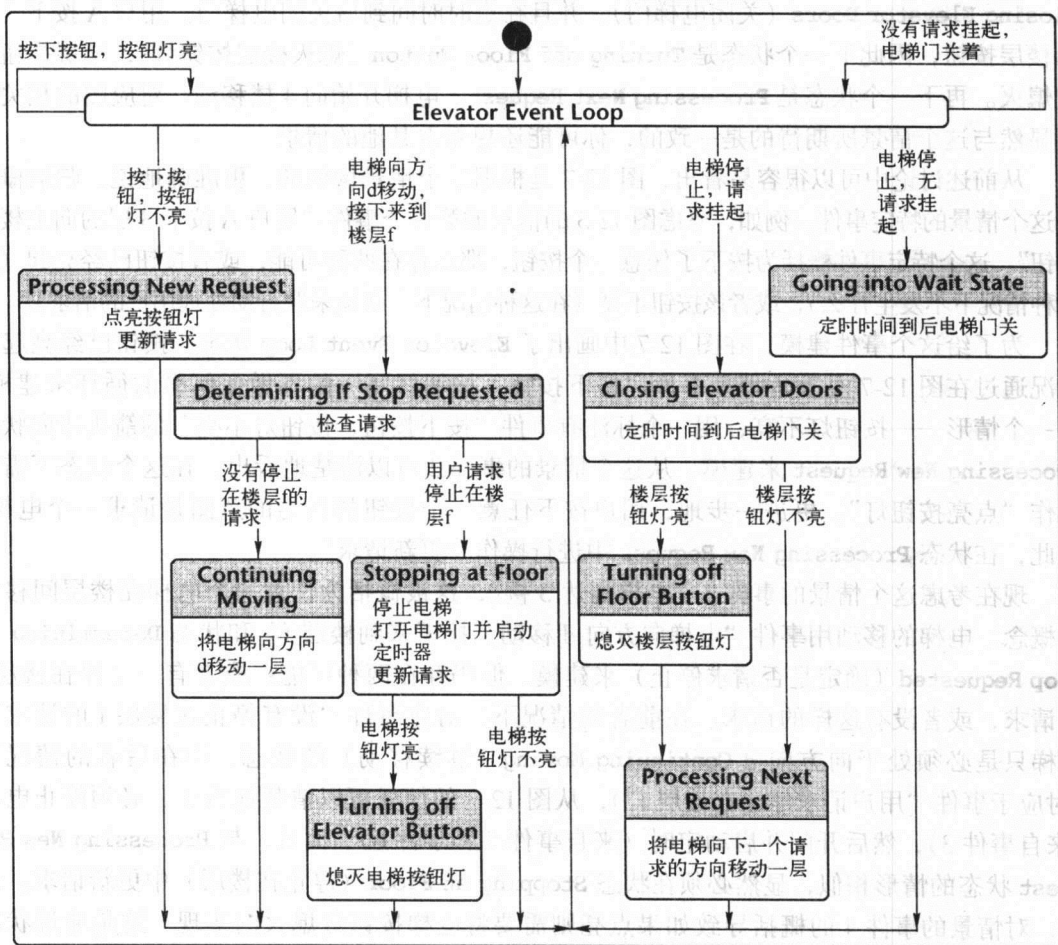 按下按钮，按钮灯亮
没有请求挂起，
电梯门关着
Elevator Event Loop
按下按
钮，按钮
灯不亮
电梯向方
向d移动，
接下来到
楼层f
电梯停
止，请
求挂起
电梯停
止，无
请求挂
起
Processing New Request
点亮按钮灯
更新请求
Going into Wait State
定时时间到后电梯门关
Determining If Stop Requested
检查请求
Closing Elevator Doors
定时时间到后电梯门关
没有停止
在楼层f的
请求
用户请求
停止在楼
层f
楼层按
钮灯亮
楼层按
钮灯不亮
Continuing
Moving
将电梯向方向
d移动一层
Stopping at Floor
停止电梯
打开电梯门并启动
定时器
更新请求
Turning off
Floor Button
熄灭楼层按钮灯
电梯按
钮灯亮
电梯按
钮灯不亮
Turning off
Elevator Button
熄灭电梯按钮灯
Processing Next
Request
将电梯向下一个请
求的方向移动一层